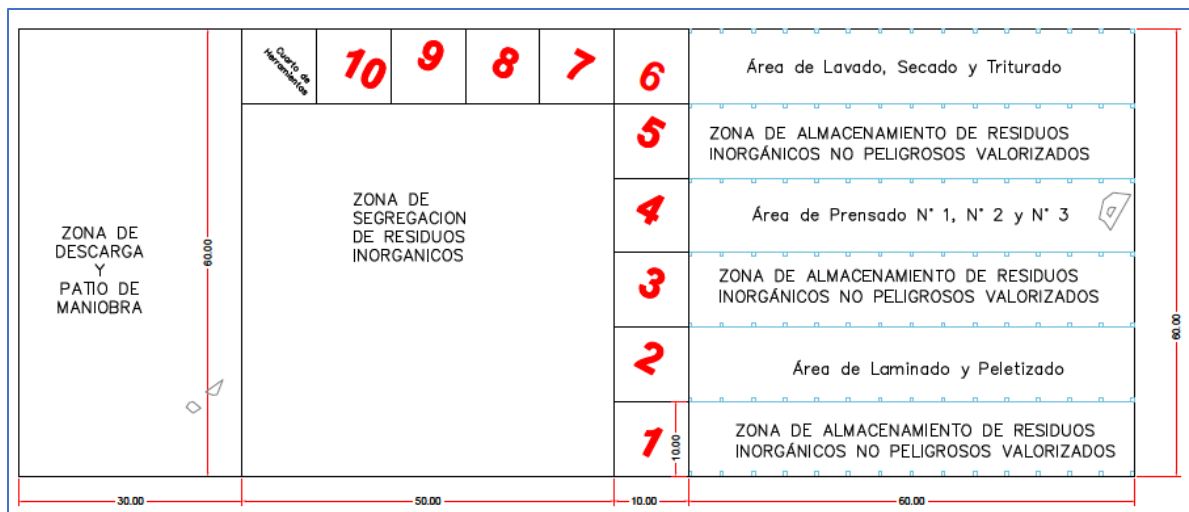 Cuarto de
Herramientas
10
9
8
7
6
Área de Lavado, Secado y Triturado
5
ZONA DE ALMACENAMIENTO DE RESIDUOS
INORGÁNICOS NO PELIGROSOS VALORIZADOS
4
Área de Prensado N° 1, N° 2 y N° 3
ZONA DE
SEGREGACION
DE RESIDUOS
INORGANICOS
ZONA DE
DESCARGA
Y
PATIO DE
MANIOBRA
60.00
3
ZONA DE ALMACENAMIENTO DE RESIDUOS
INORGÁNICOS NO PELIGROSOS VALORIZADOS
60.00
2
Área de Laminado y Peletizado
1
10.00
ZONA DE ALMACENAMIENTO DE RESIDUOS
INORGÁNICOS NO PELIGROSOS VALORIZADOS
30.00
50.00
10.00
60.00